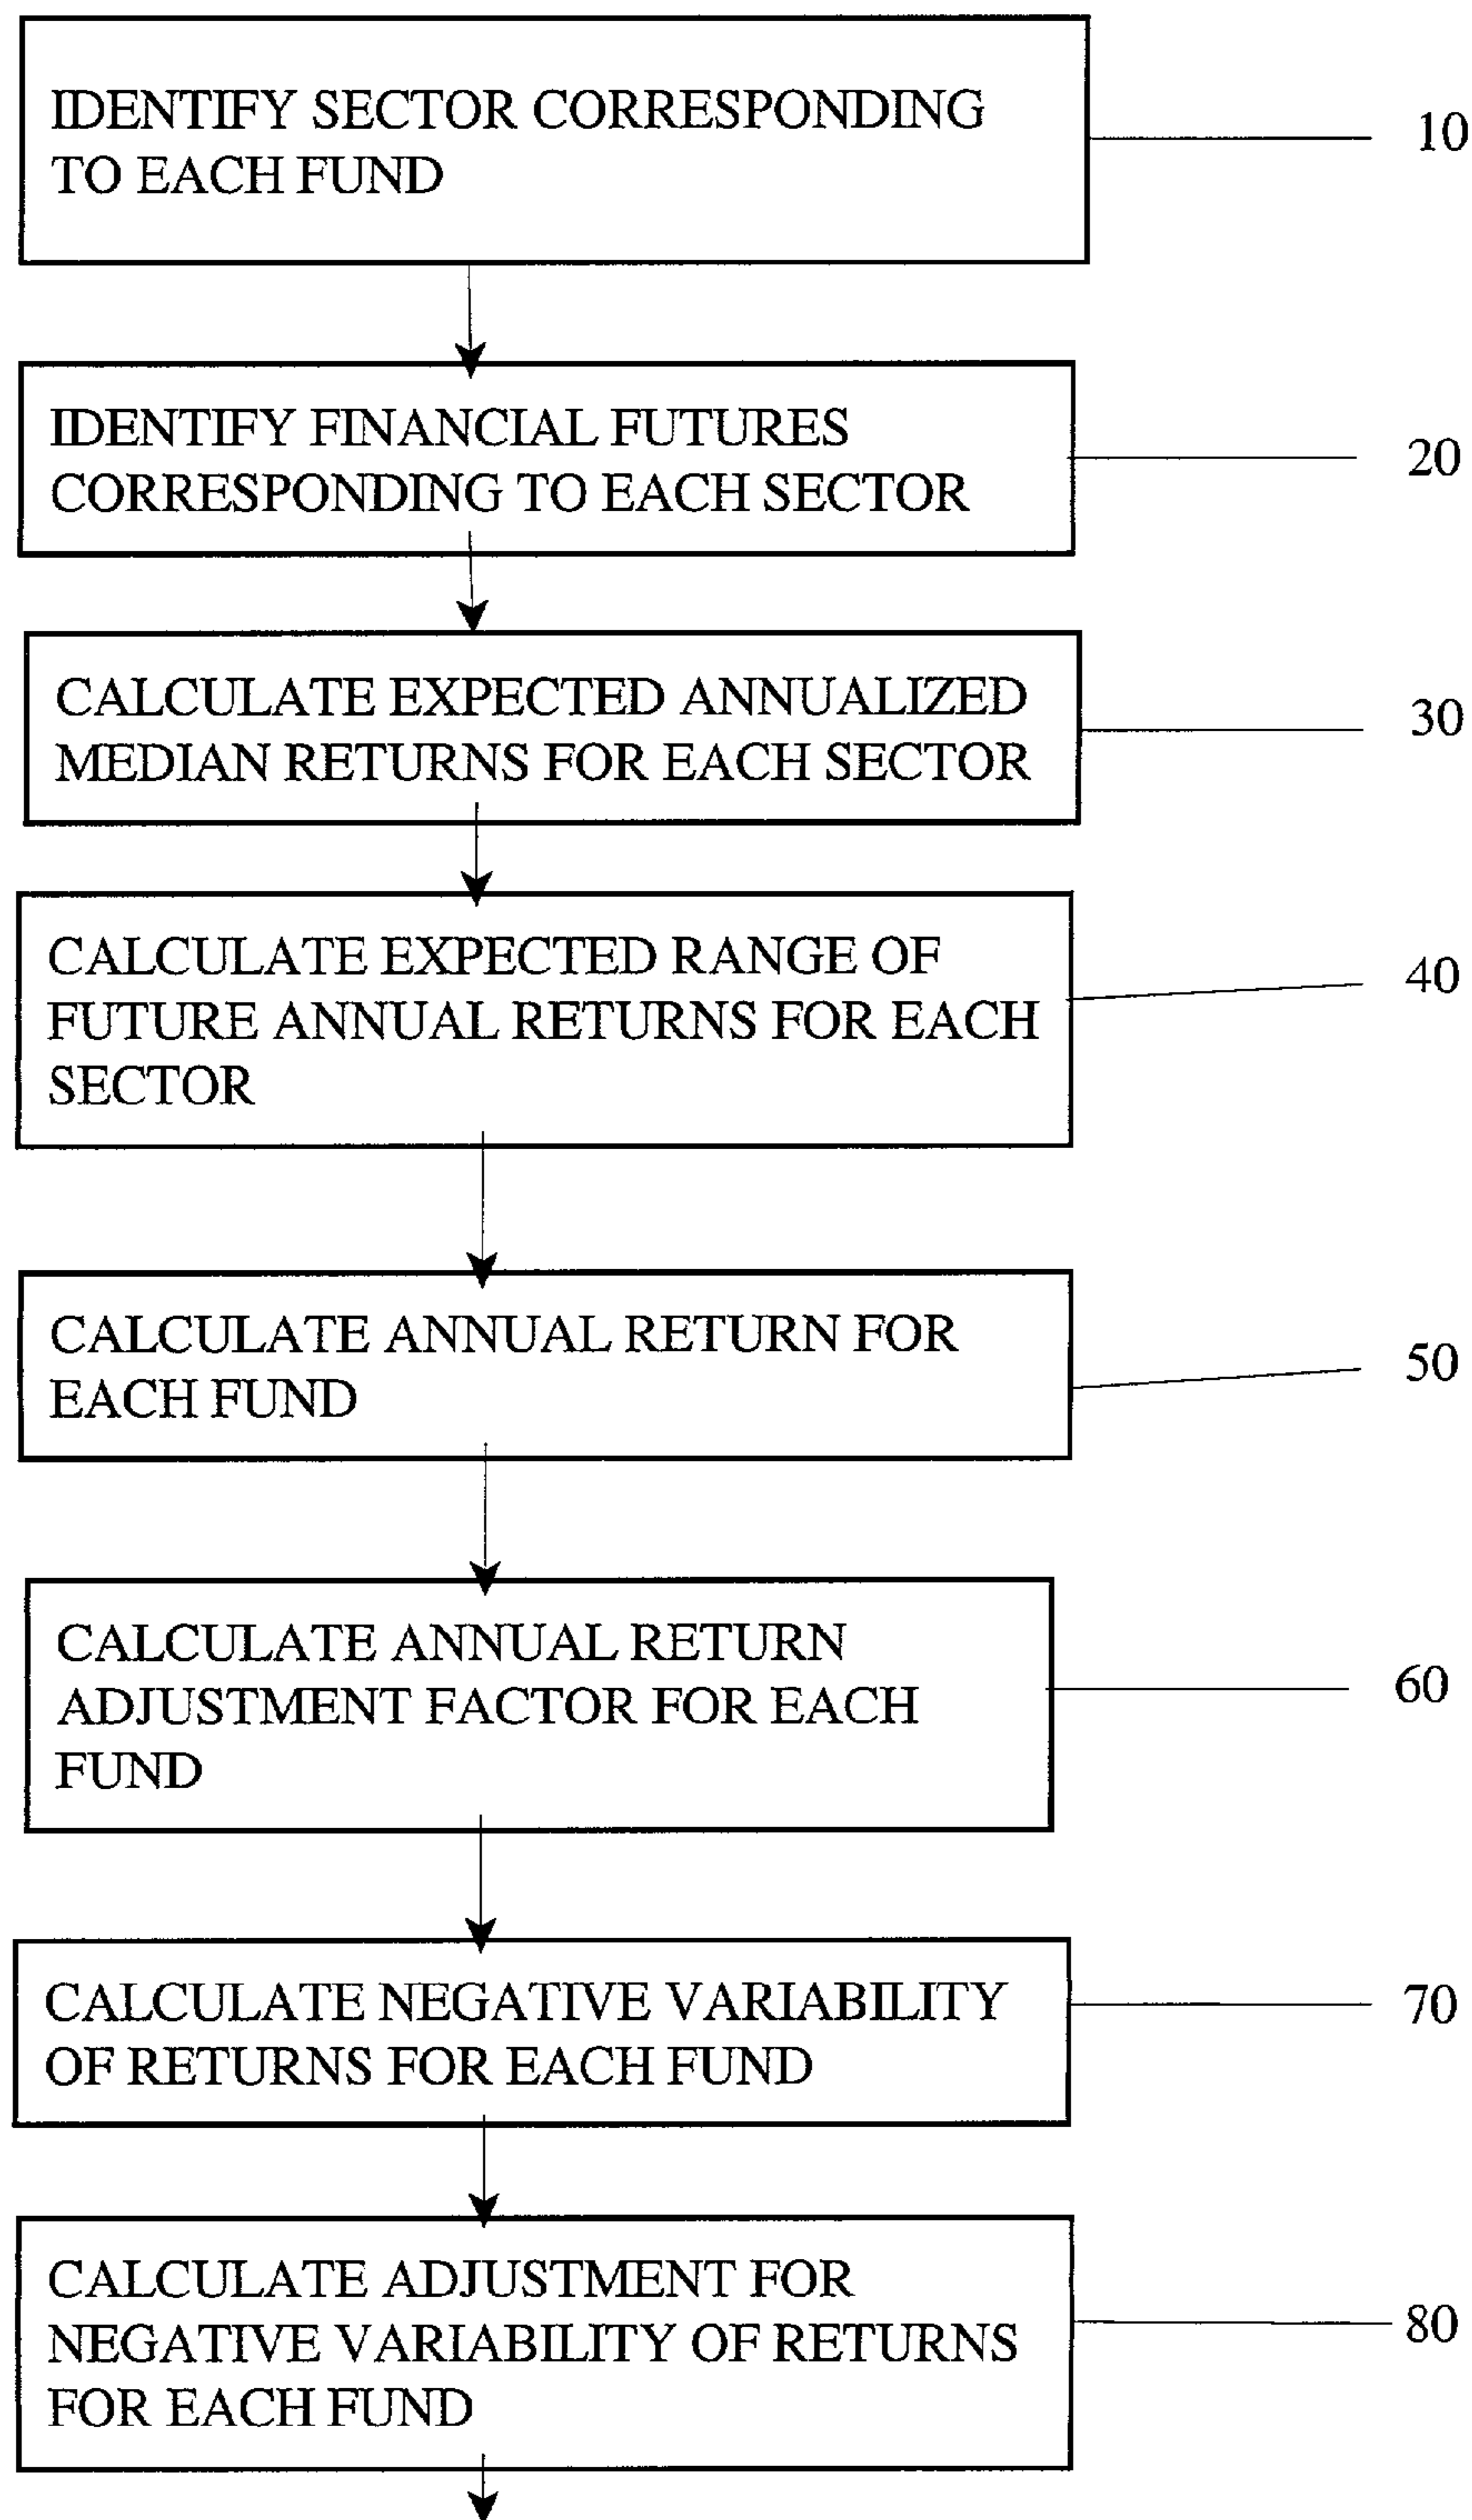 IDENTIFY SECTOR CORRESPONDING
TO EACH FUND
10
IDENTIFY FINANCIAL FUTURES
CORRESPONDING TO EACH SECTOR
20
CALCULATE EXPECTED ANNUALIZED
MEDIAN RETURNS FOR EACH SECTOR
30
CALCULATE EXPECTED RANGE OF
FUTURE ANNUAL RETURNS FOR EACH
SECTOR
40
CALCULATE ANNUAL RETURN FOR
EACH FUND
50
CALCULATE ANNUAL RETURN
ADJUSTMENT FACTOR FOR EACH
FUND
60
CALCULATE NEGATIVE VARIABILITY
OF RETURNS FOR EACH FUND
70
CALCULATE ADJUSTMENT FOR
NEGATIVE VARIABILITY OF RETURNS
FOR EACH FUND
80